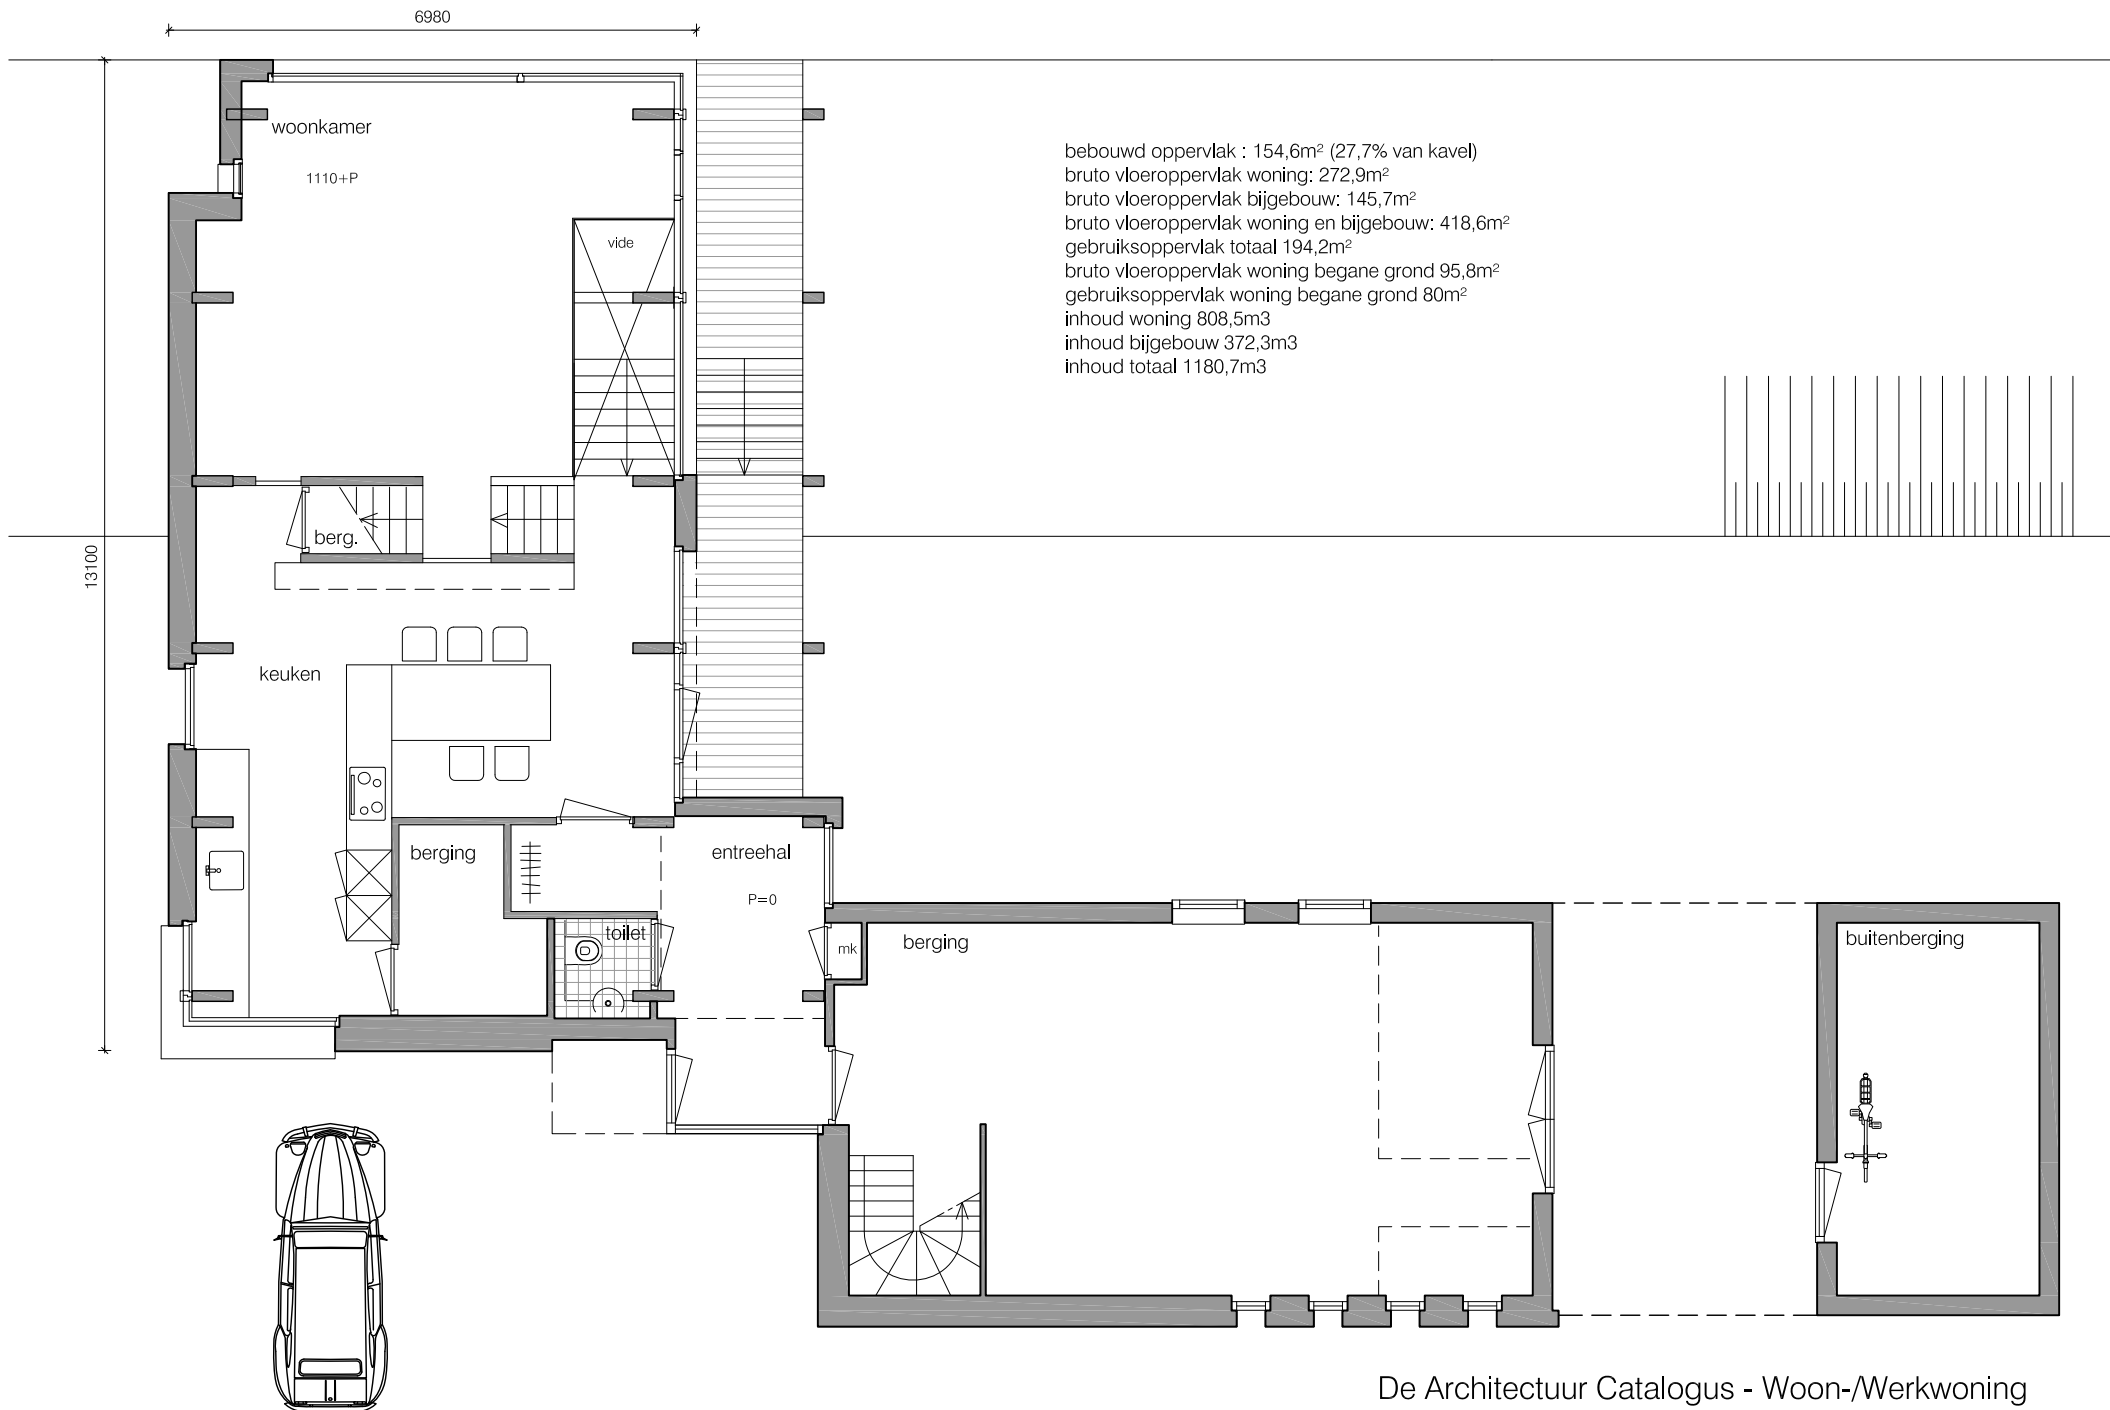 6980
woonkamer
1110+P
vide
bebouwd oppervlak : 154,6m² (27,7% van kavel)
bruto vloeroppervlak woning: 272,9m²
bruto vloeroppervlak bijgebouw: 145,7m²
bruto vloeroppervlak woning en bijgebouw: 418,6m²
gebruiksoppervlak totaal 194,2m²
bruto vloeroppervlak woning begane grond 95,8m²
gebruiksoppervlak woning begane grond 80m²
inhoud woning 808,5m3
inhoud bijgebouw 372,3m3
inhoud totaal 1180,7m3
berg.
13100
keuken
berging
entreehal
P=0
toilet
mk
berging
buitenberging
De Architectuur Catalogus - Woon-/Werkwoning